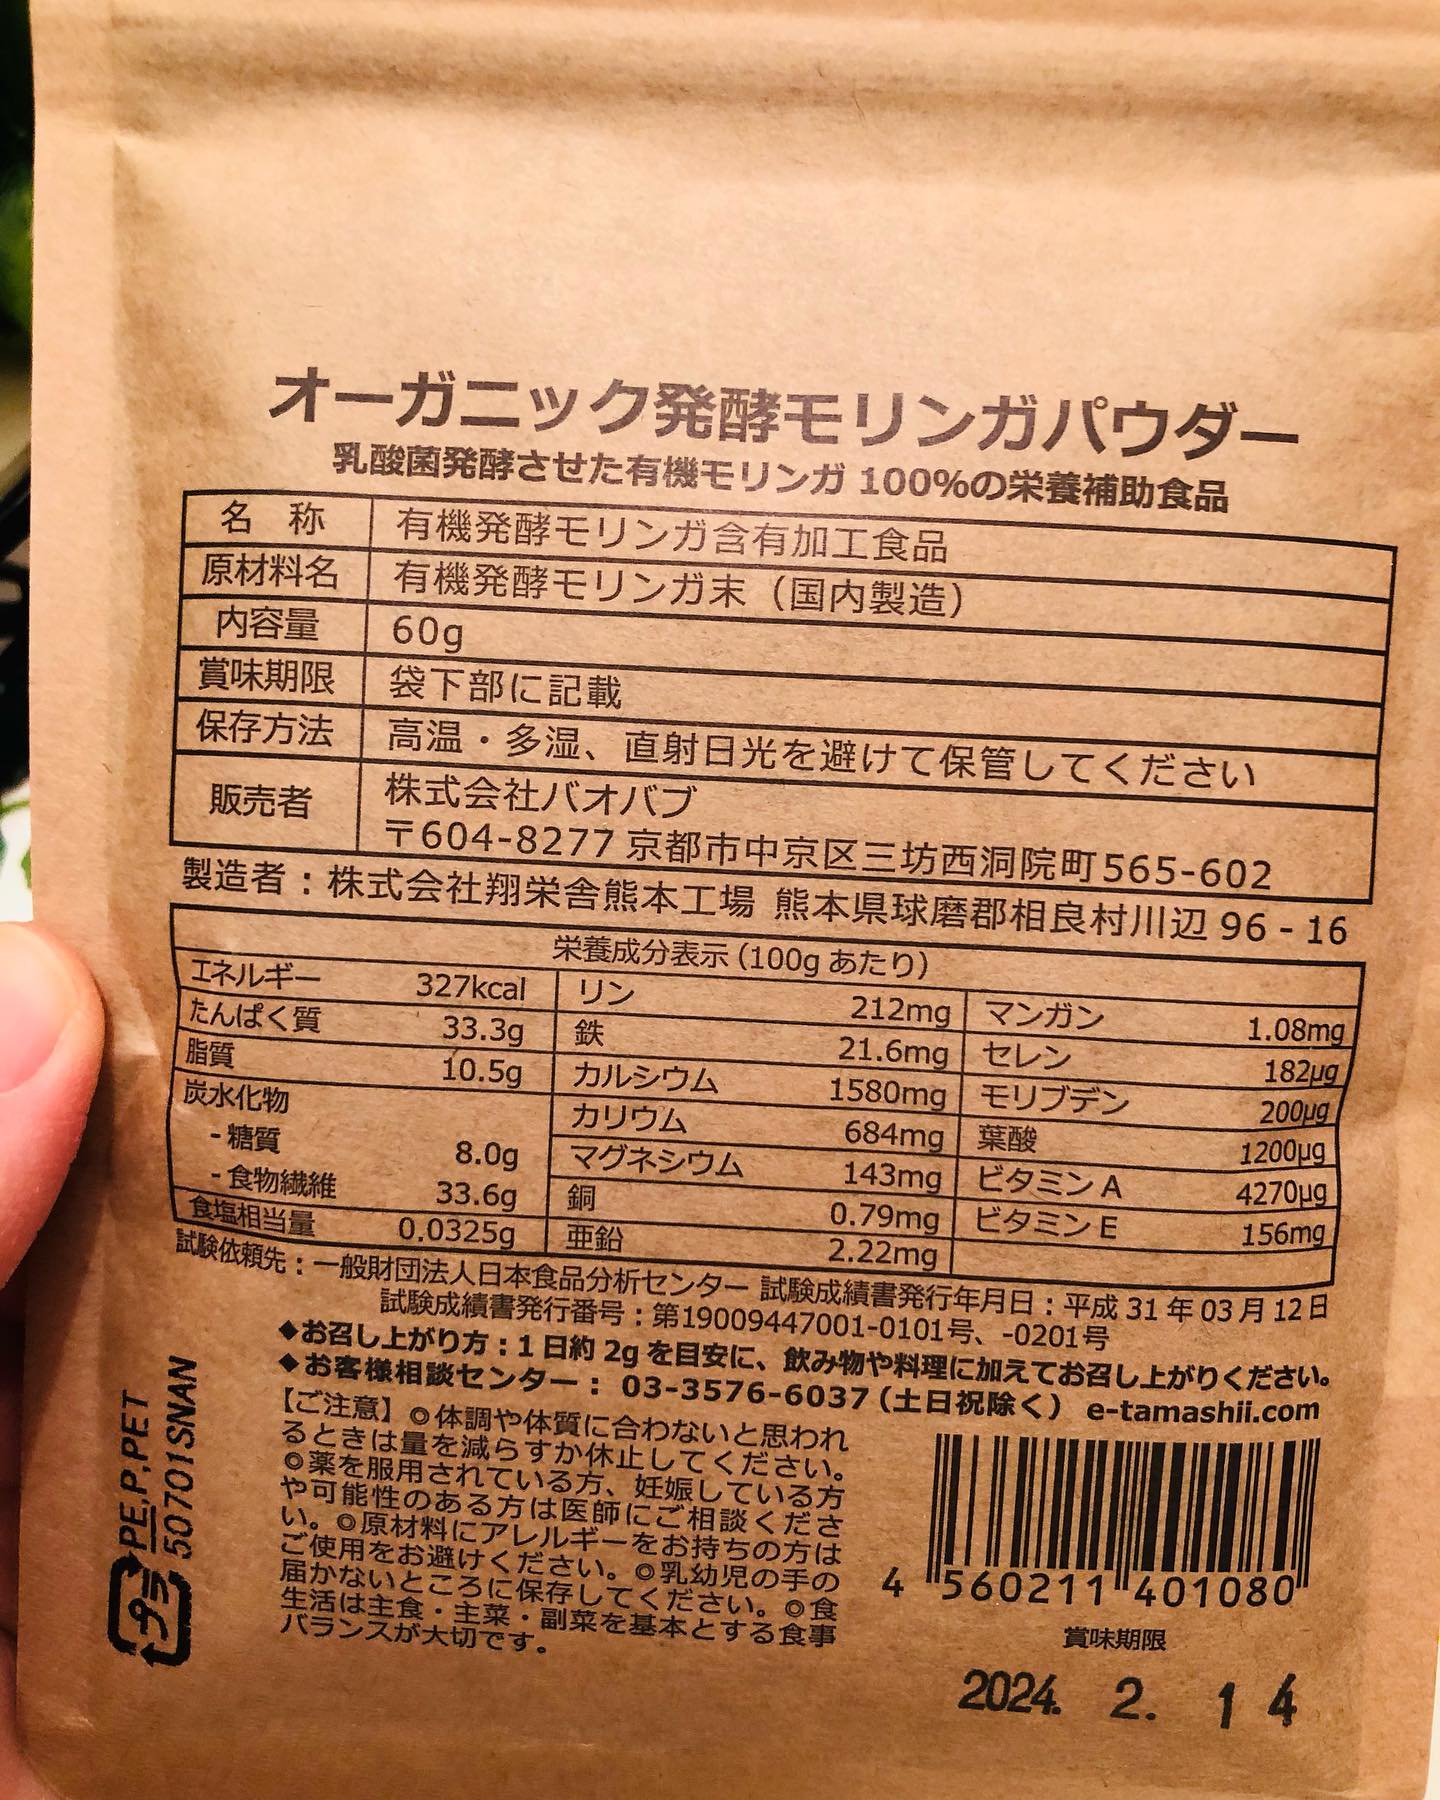 オーガニック発酵モリンガパウダー
乳酸菌発酵させた有機モリンガ 100%の栄養補助食品
名 称 有機発酵モリンガ含有加工食品
原材料名 有機発酵モリンガ末（国内製造）
内容量 60g
賞味期限 袋下部に記載
保存方法 高温・多湿、直射日光を避けて保管してください
販売者 株式会社バオバブ
〒604-8277 京都市中京区三坊西洞院町565-602
製造者：株式会社翔栄舎熊本工場 熊本県球磨郡相良村川辺 96 - 16
栄養成分表示 (100g あたり)
エネルギー 327kcal リン 212mg マンガン 1.08mg
たんぱく質 33.3g 鉄 21.6mg セレン 182μg
脂質 10.5g カルシウム 1580mg モリブデン 200μg
炭水化物 カリウム 684mg 葉酸 1200μg
- 糖質 8.0g マグネシウム 143mg ビタミン A 4270μg
- 食物繊維 33.6g 銅 0.79mg ビタミン E 156mg
食塩相当量 0.0325g 亜鉛 2.22mg
試験依頼先：一般財団法人日本食品分析センター 試験成績書発行年月日：平成 31 年 03 月 12 日
試験成績書発行番号：第19009447001-0101号、-0201号
◆お召し上がり方：1 日約 2g を目安に、飲み物や料理に加えてお召し上がりください。
◆お客様相談センター： 03-3576-6037 (土日祝除く) e-tamashii.com
【ご注意】◎体調や体質に合わないと思われ
るときは量を減らすか休止してください。
◎薬を服用されている方、妊娠している方
や可能性のある方は医師にご相談くださ
い。◎原材料にアレルギーをお持ちの方は
ご使用をお避けください。◎乳幼児の手の
届かないところに保存してください。◎食
生活は主食・主菜・副菜を基本とする食事
バランスが大切です。
4 560211 401080
賞味期限
2024. 2. 14
プラ
PE,P,PET
50701SNAN